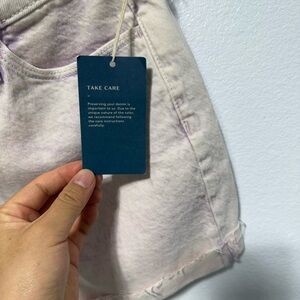 TAKE CARE
Preserving your denim is
important to us. Due to the
unique nature of the color,
we recommend following
the care instructions
carefully.